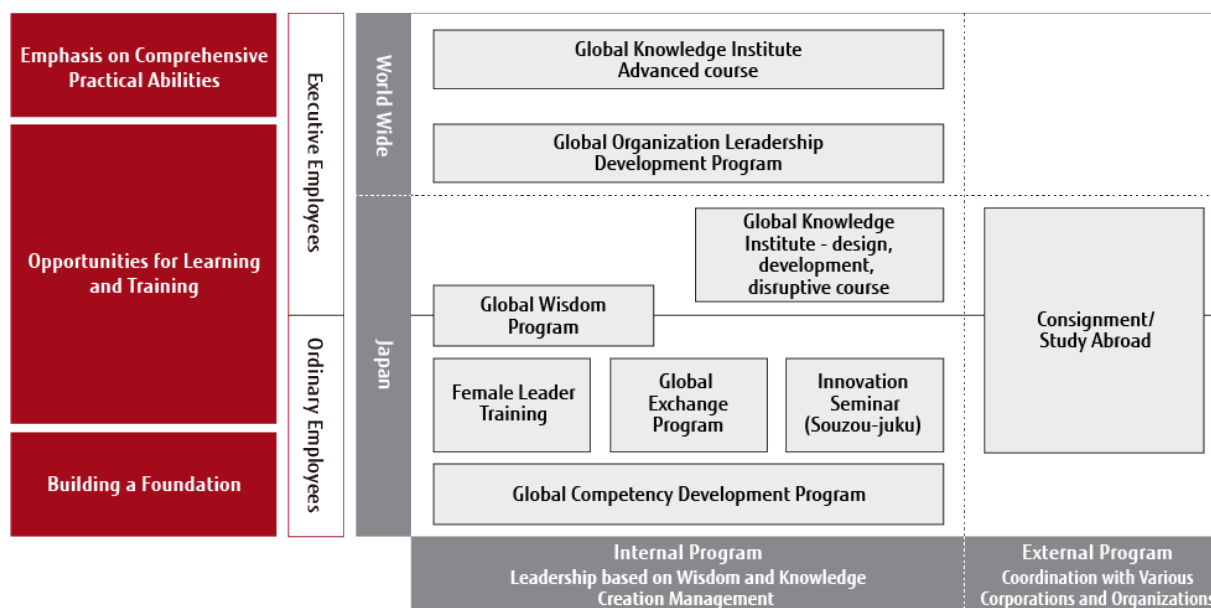 Emphasis on Comprehensive
Practical Abilities
Opportunities for Learning
and Training
Building a Foundation
Executive Employees
Ordinary Employees
World Wide
Japan
Global Knowledge Institute
Advanced course
Global Organization Leradership
Development Program
Global Knowledge
Institute - design,
development,
disruptive course
Global Wisdom
Program
Consignment/
Study Abroad
Female Leader
Training
Global
Exchange
Program
Innovation
Seminar
(Souzou-juku)
Global Competency Development Program
Internal Program
Leadership based on Wisdom and Knowledge
Creation Management
External Program
Coordination with Various
Corporations and Organizations